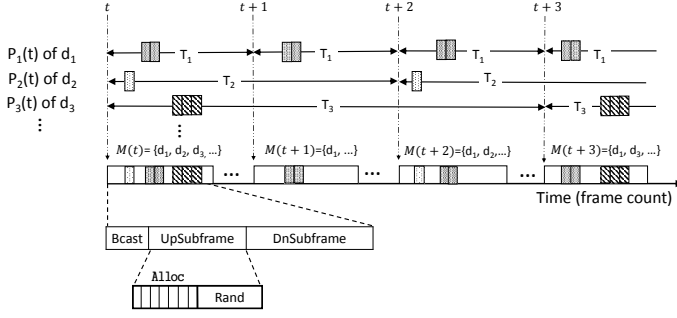 t t + 1 t + 2 t + 3
P₁(t) of d₁ T₁ T₁ T₁ T₁
P₂(t) of d₂ T₂ T₂
P₃(t) of d₃ T₃ T₃
⋮ ⋮
M(t)= {d₁, d₂, d₃, ...} M(t + 1)={d₁, ...} M(t + 2)={d₁, d₂,...} M(t + 3)={d₁, d₃, ...}
... ... ...
Time (frame count)
Bcast UpSubframe DnSubframe
Alloc
Rand